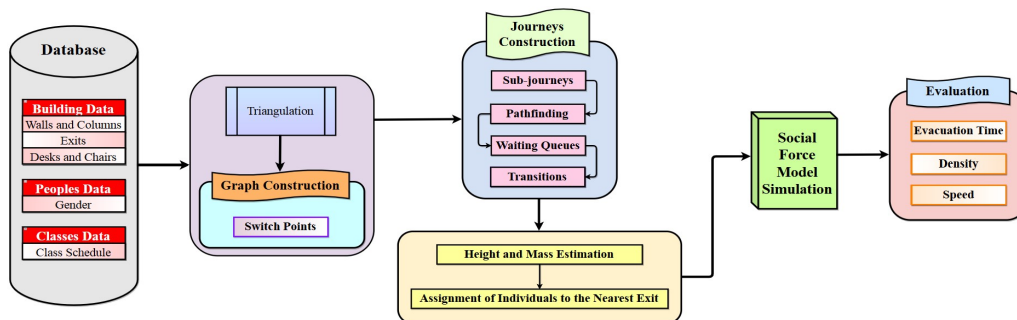 Database
Building Data
Walls and Columns
Exits
Desks and Chairs
Peoples Data
Gender
Classes Data
Class Schedule
Triangulation
Graph Construction
Switch Points
Journeys
Construction
Sub-journeys
Pathfinding
Waiting Queues
Transitions
Height and Mass Estimation
Assignment of Individuals to the Nearest Exit
Social
Force
Model
Simulation
Evaluation
Evacuation Time
Density
Speed